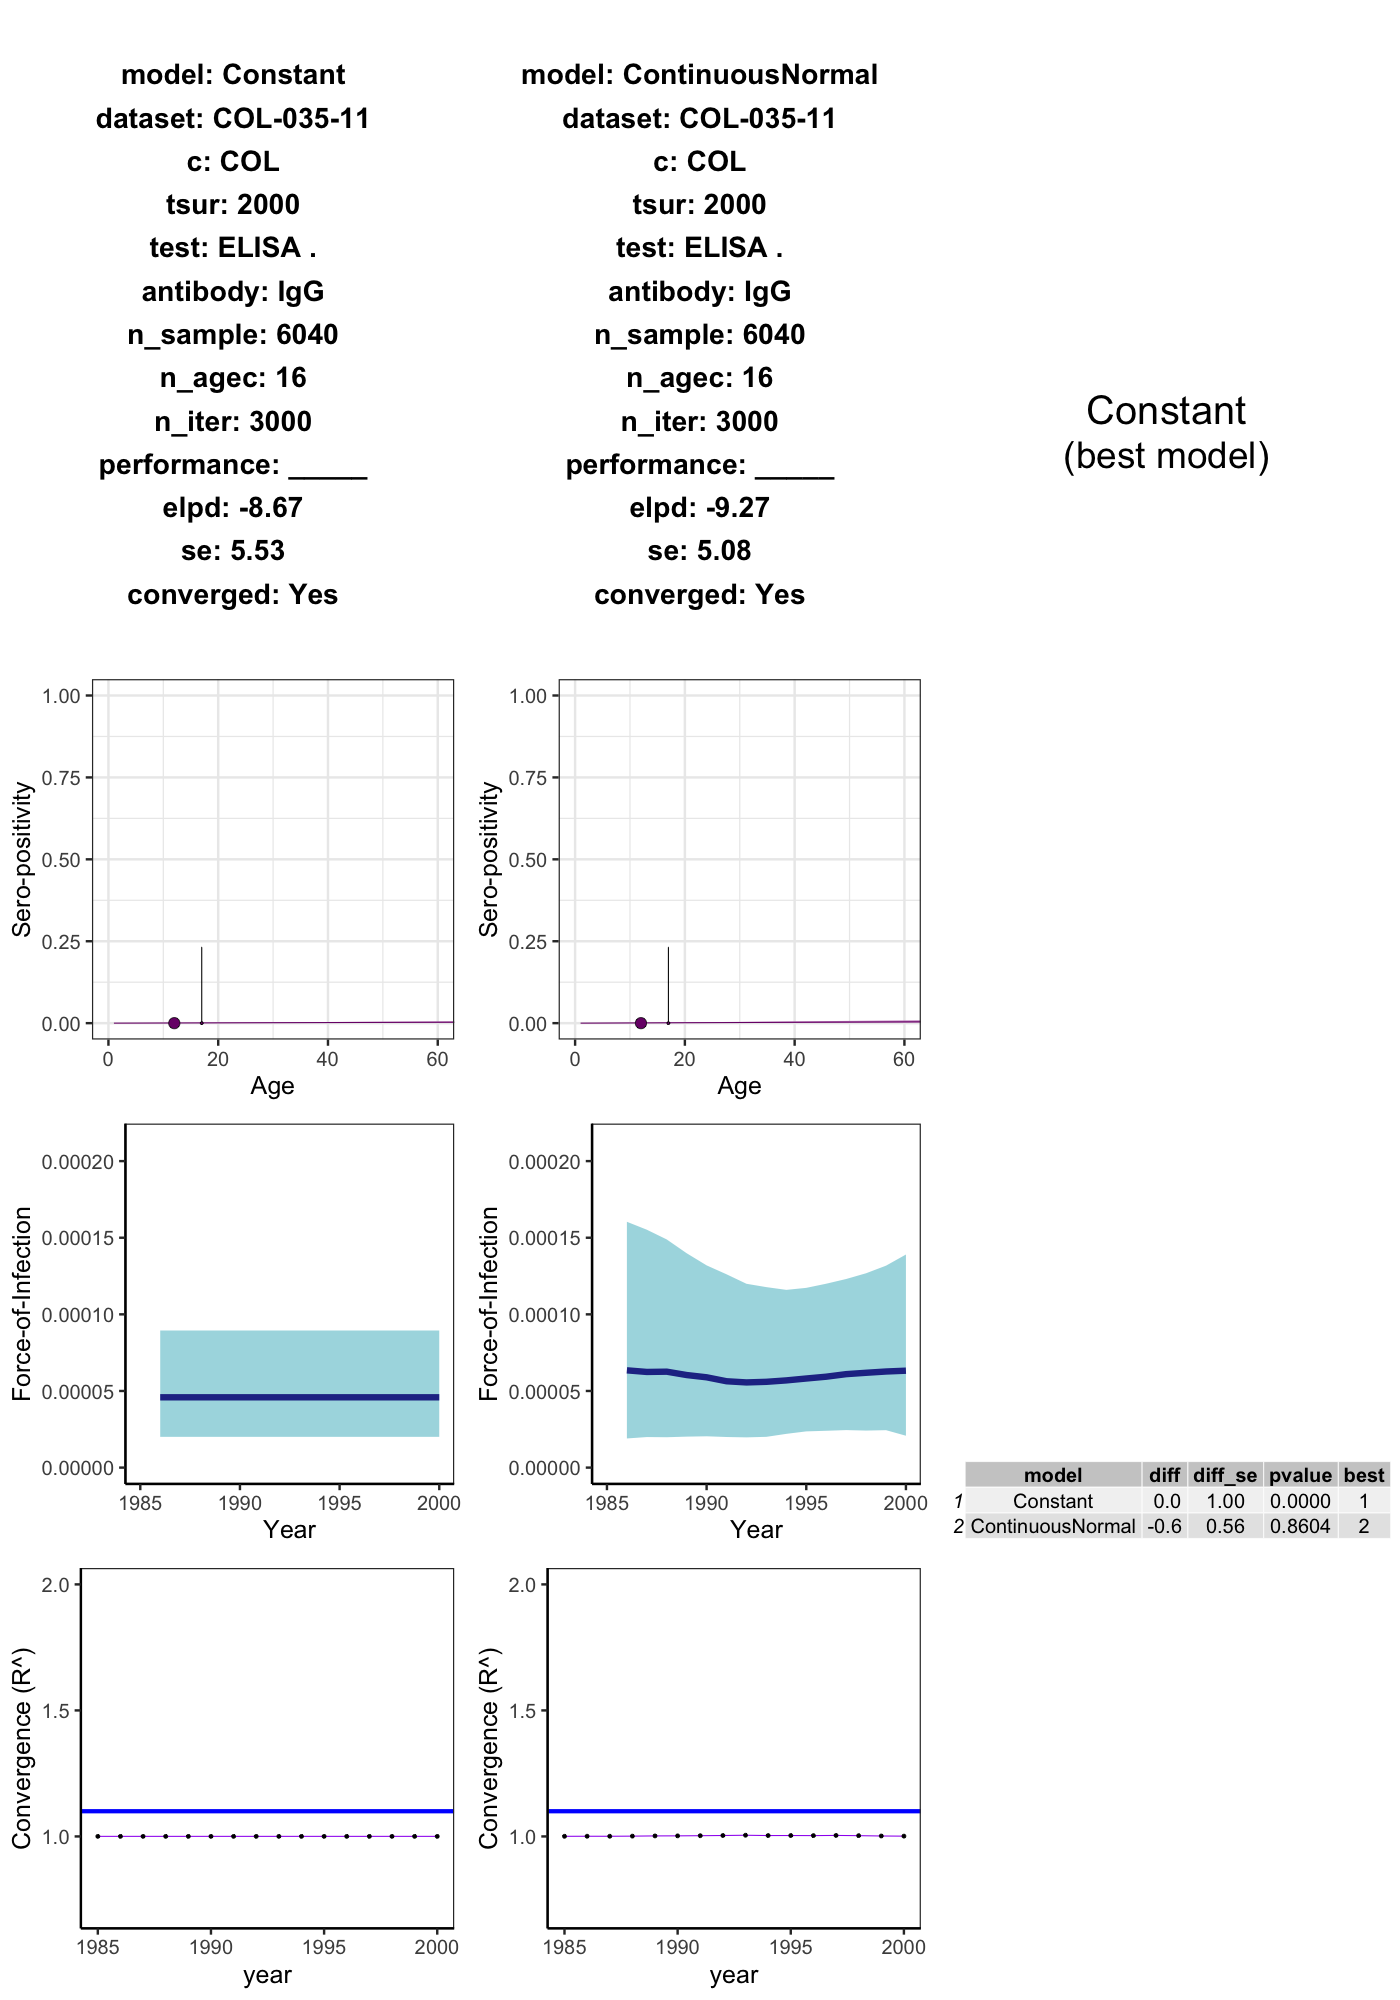 model: Constant
dataset: COL-035-11
c: COL
tsur: 2000
test: ELISA .
antibody: IgG
n_sample: 6040
n_agec: 16
n_iter: 3000
performance: _____
elpd: -8.67
se: 5.53
converged: Yes
model: ContinuousNormal
dataset: COL-035-11
c: COL
tsur: 2000
test: ELISA .
antibody: IgG
n_sample: 6040
n_agec: 16
n_iter: 3000
performance: _____
elpd: -9.27
se: 5.08
converged: Yes
Constant
(best model)
Sero-positivity
1.00
0.75
0.50
0.25
0.00
0 20 40 60
Age
Sero-positivity
1.00
0.75
0.50
0.25
0.00
0 20 40 60
Age
Force-of-Infection
0.00020
0.00015
0.00010
0.00005
0.00000
1985 1990 1995 2000
Year
Force-of-Infection
0.00020
0.00015
0.00010
0.00005
0.00000
1985 1990 1995 2000
Year
model diff diff_se pvalue best
1 Constant 0.0 1.00 0.0000 1
2 ContinuousNormal -0.6 0.56 0.8604 2
Convergence (R^)
2.0
1.5
1.0
1985 1990 1995 2000
year
Convergence (R^)
2.0
1.5
1.0
1985 1990 1995 2000
year